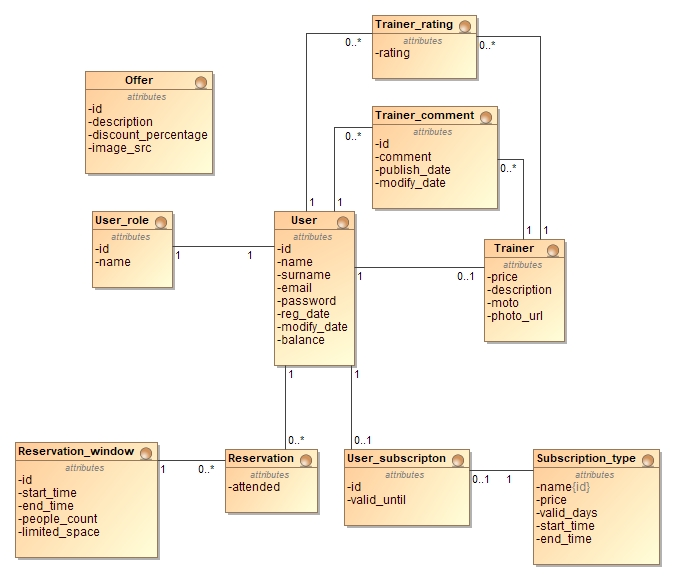 Trainer_rating
attributes
-rating
0..*
0..*
Offer
attributes
-id
-description
-discount_percentage
-image_src
Trainer_comment
attributes
-id
-comment
-publish_date
-modify_date
0..*
0..*
1
1
1
1
User_role
attributes
-id
-name
1
1
User
attributes
-id
-name
-surname
-email
-password
-reg_date
-modify_date
-balance
1
0..1
Trainer
attributes
-price
-description
-moto
-photo_url
1
1
0..*
0..1
Reservation_window
attributes
-id
-start_time
-end_time
-people_count
-limited_space
1
0..*
Reservation
attributes
-attended
User_subscripton
attributes
-id
-valid_until
0..1
1
Subscription_type
attributes
-name{id}
-price
-valid_days
-start_time
-end_time